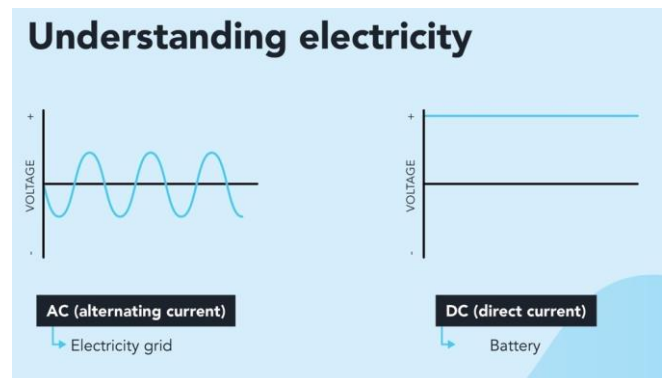 Understanding electricity
+
VOLTAGE
-
+
VOLTAGE
-
AC (alternating current)
Electricity grid
DC (direct current)
Battery